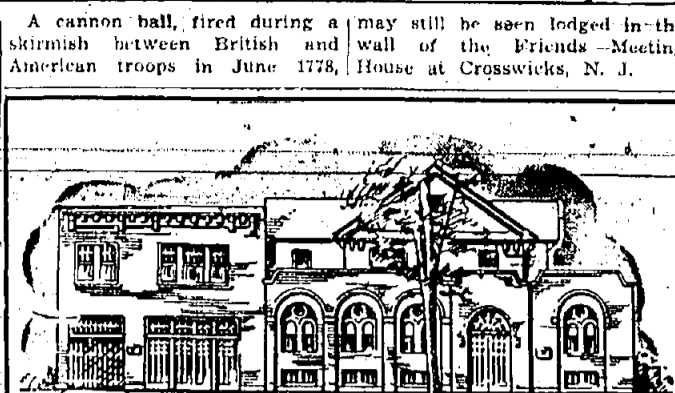 A cannon ball, fired during a
skirmish between British and
American troops in June 1778,
may still be seen lodged in th
wall of the Friends Meetin
House at Crosswicks, N. J.